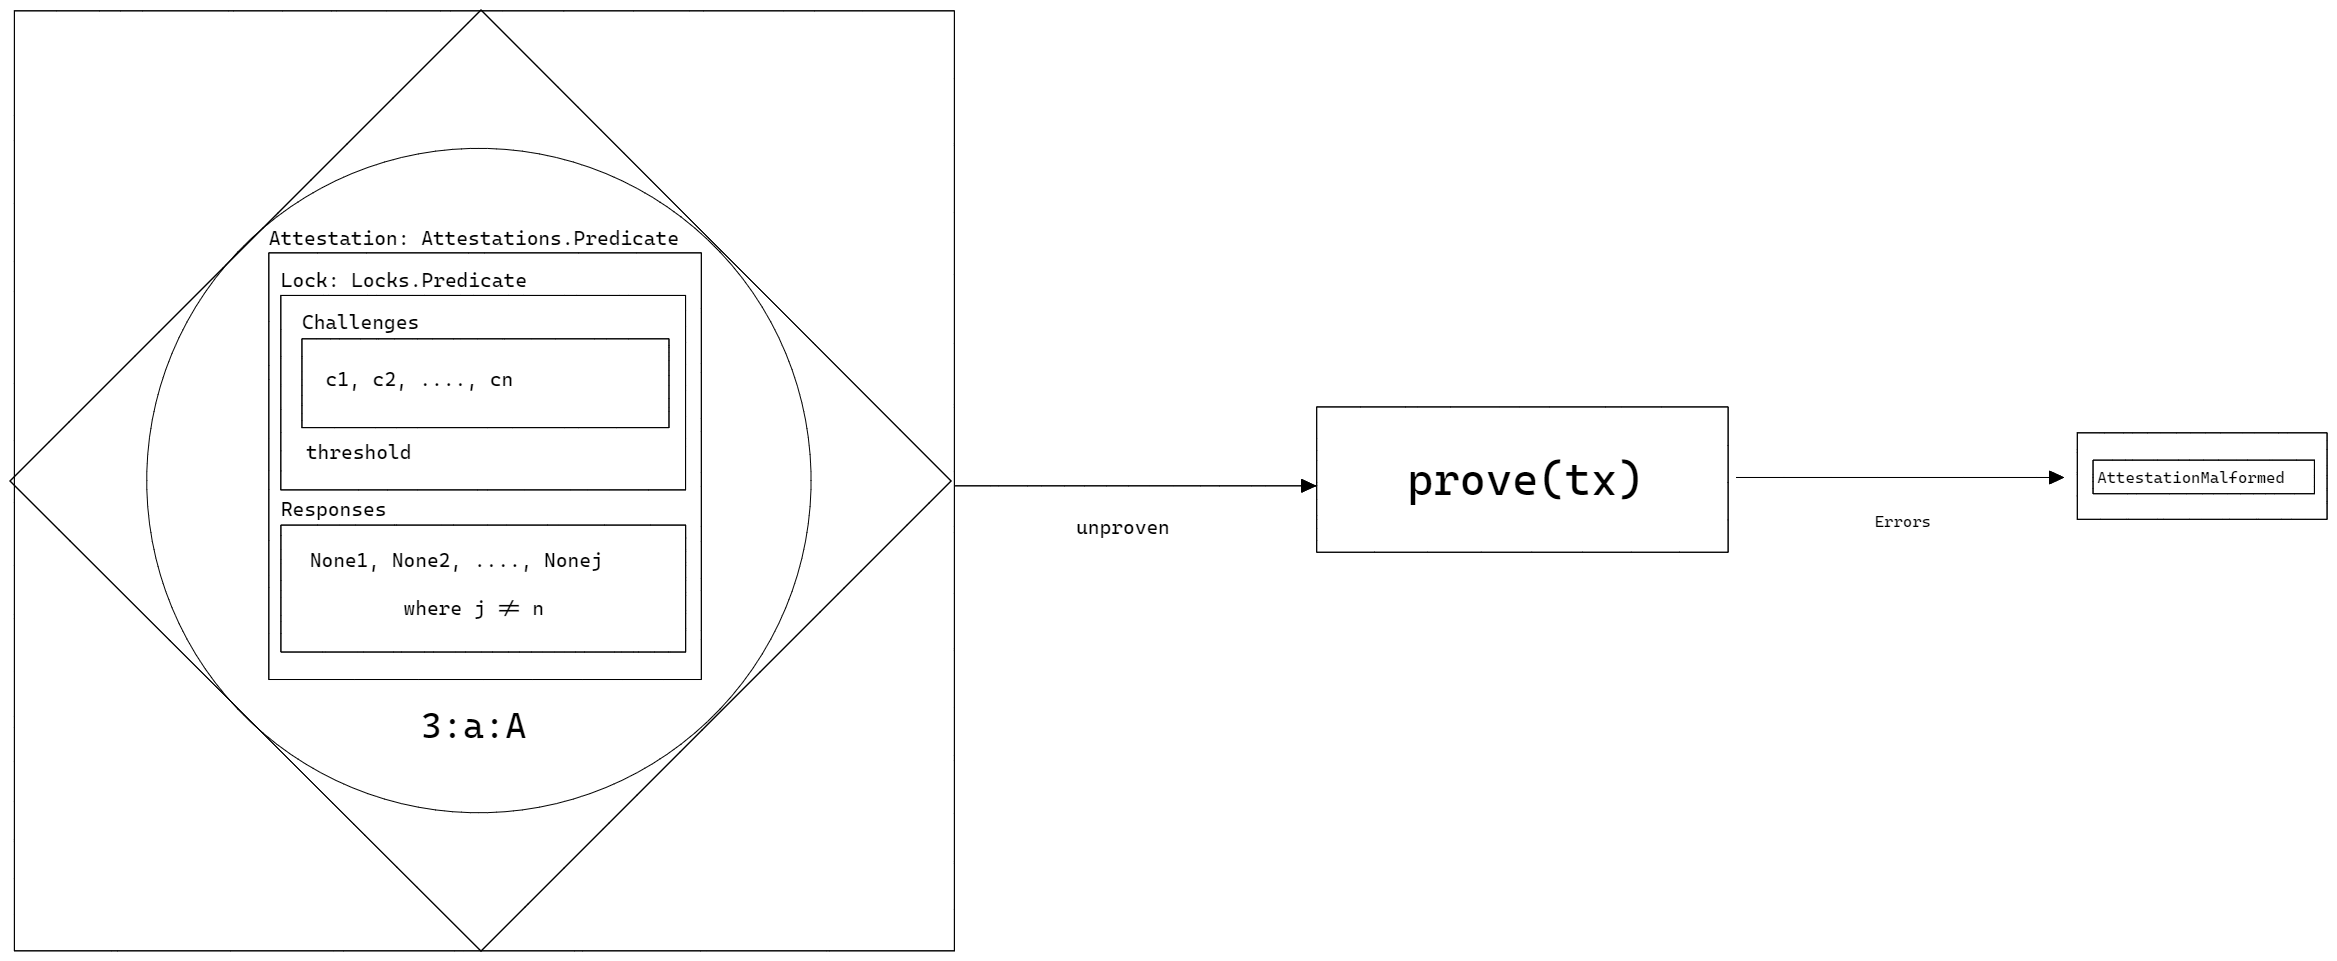 Attestation: Attestations.Predicate
Lock: Locks.Predicate
Challenges
c1, c2, ...., cn
threshold
Responses
None1, None2, ...., Nonej
where j ≠ n
3:a:A
unproven
prove(tx)
Errors
AttestationMalformed